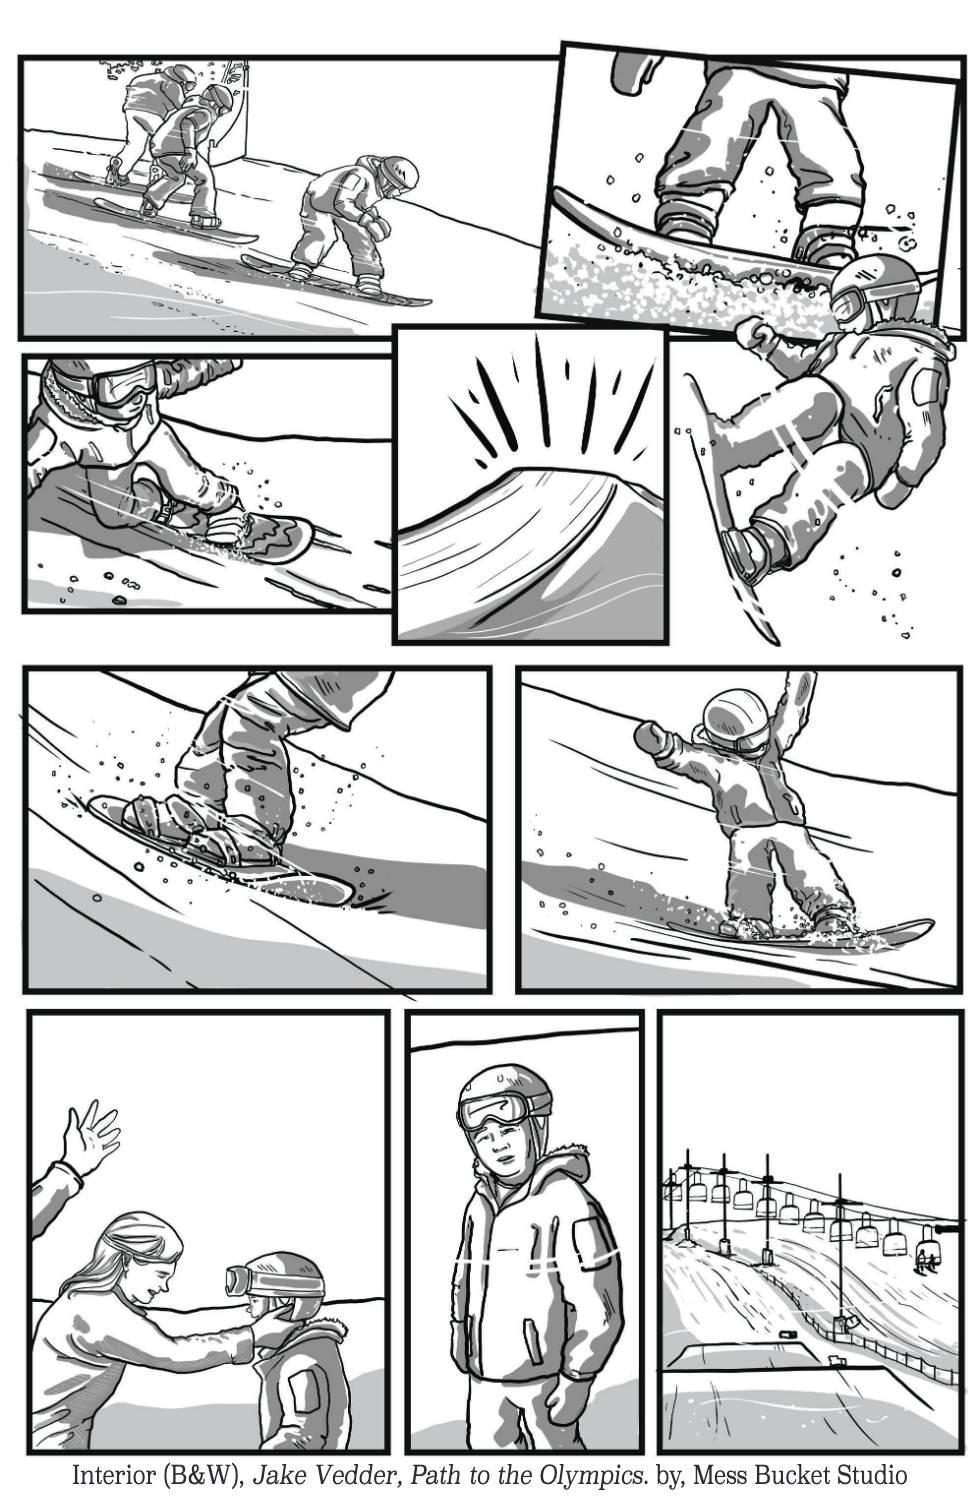 Interior (B&W), Jake Vedder, Path to the Olympics. by, Mess Bucket Studio